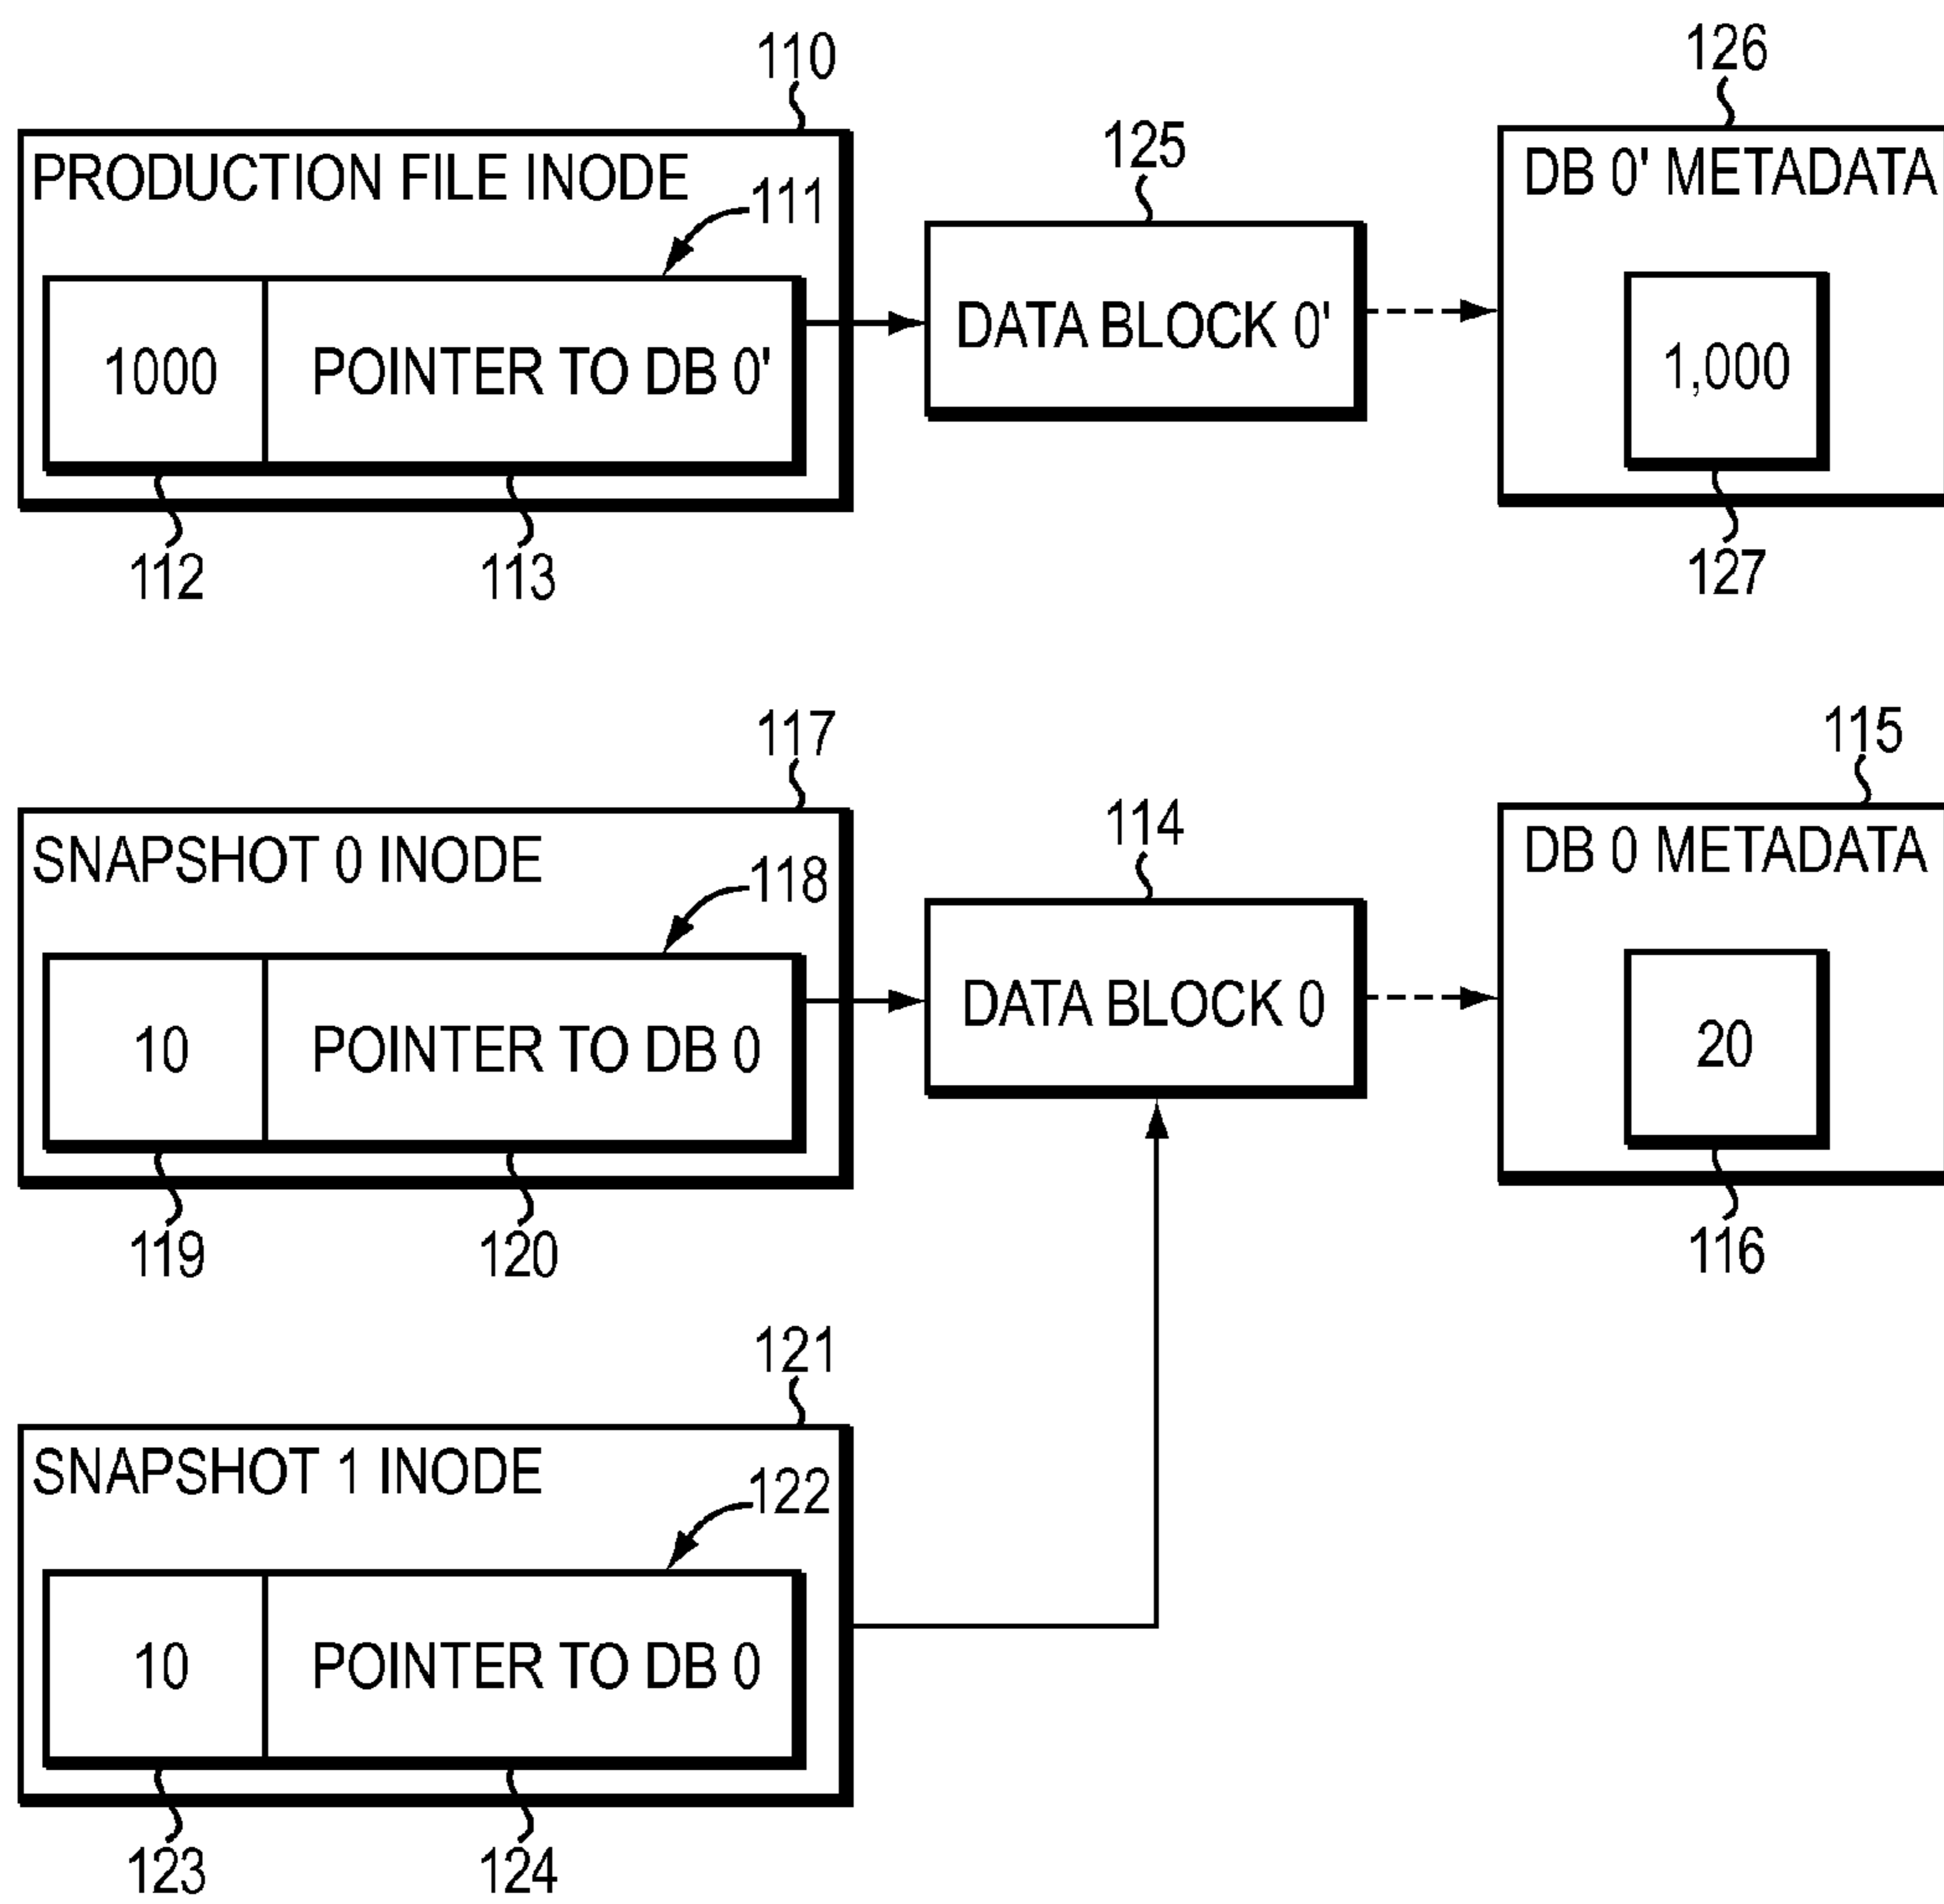 110
126
125
PRODUCTION FILE INODE
DB 0' METADATA
111
DATA BLOCK 0'
1000
POINTER TO DB 0'
1,000
112
113
127
117
115
114
SNAPSHOT 0 INODE
DB 0 METADATA
118
DATA BLOCK 0
10
POINTER TO DB 0
20
119
120
116
121
SNAPSHOT 1 INODE
122
10
POINTER TO DB 0
123
124